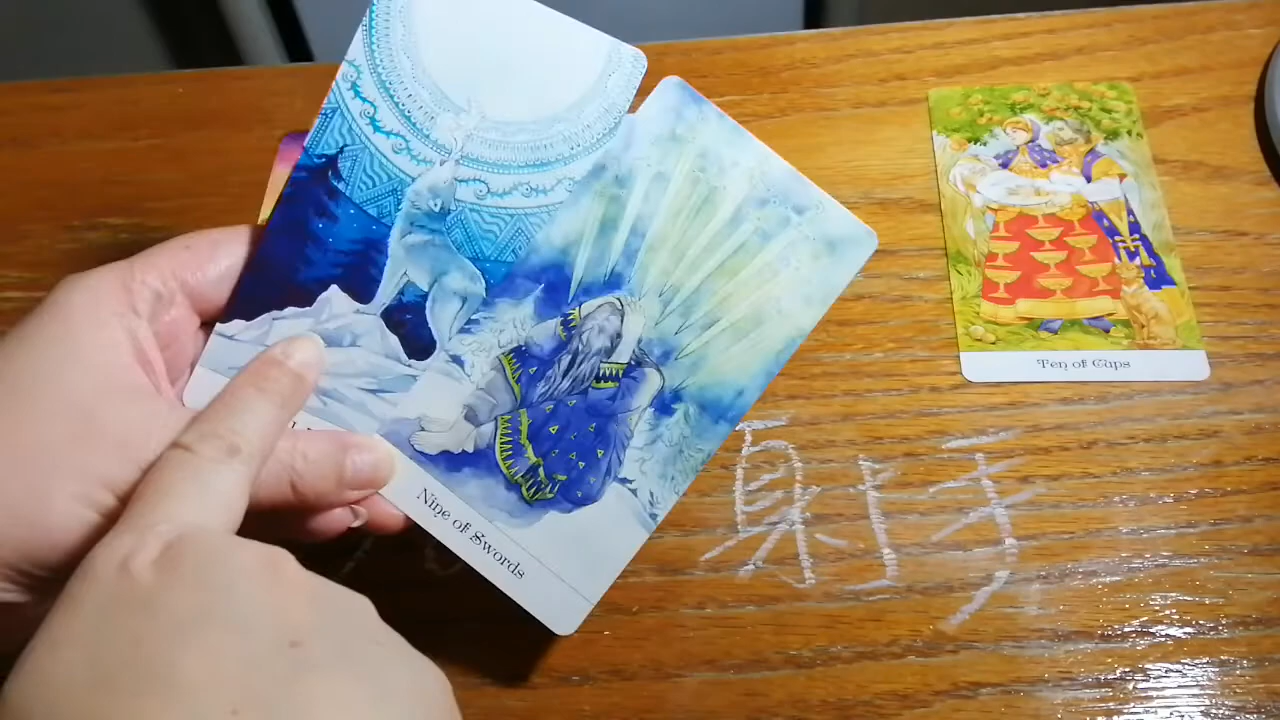 Nine of Swords
Ten of Cups
射手